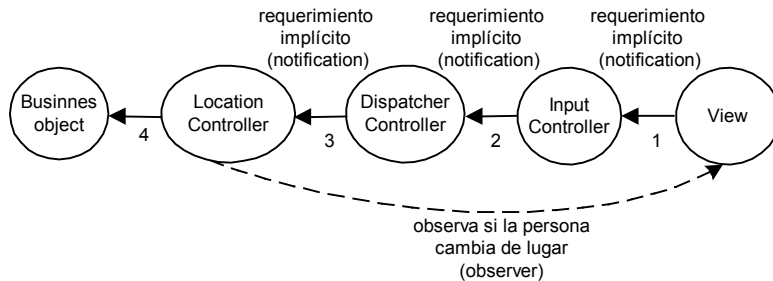 requerimiento
implícito
(notification)
requerimiento
implícito
(notification)
requerimiento
implícito
(notification)
Businnes
object
Location
Controller
Dispatcher
Controller
Input
Controller
View
4
3
2
1
observa si la persona
cambia de lugar
(observer)